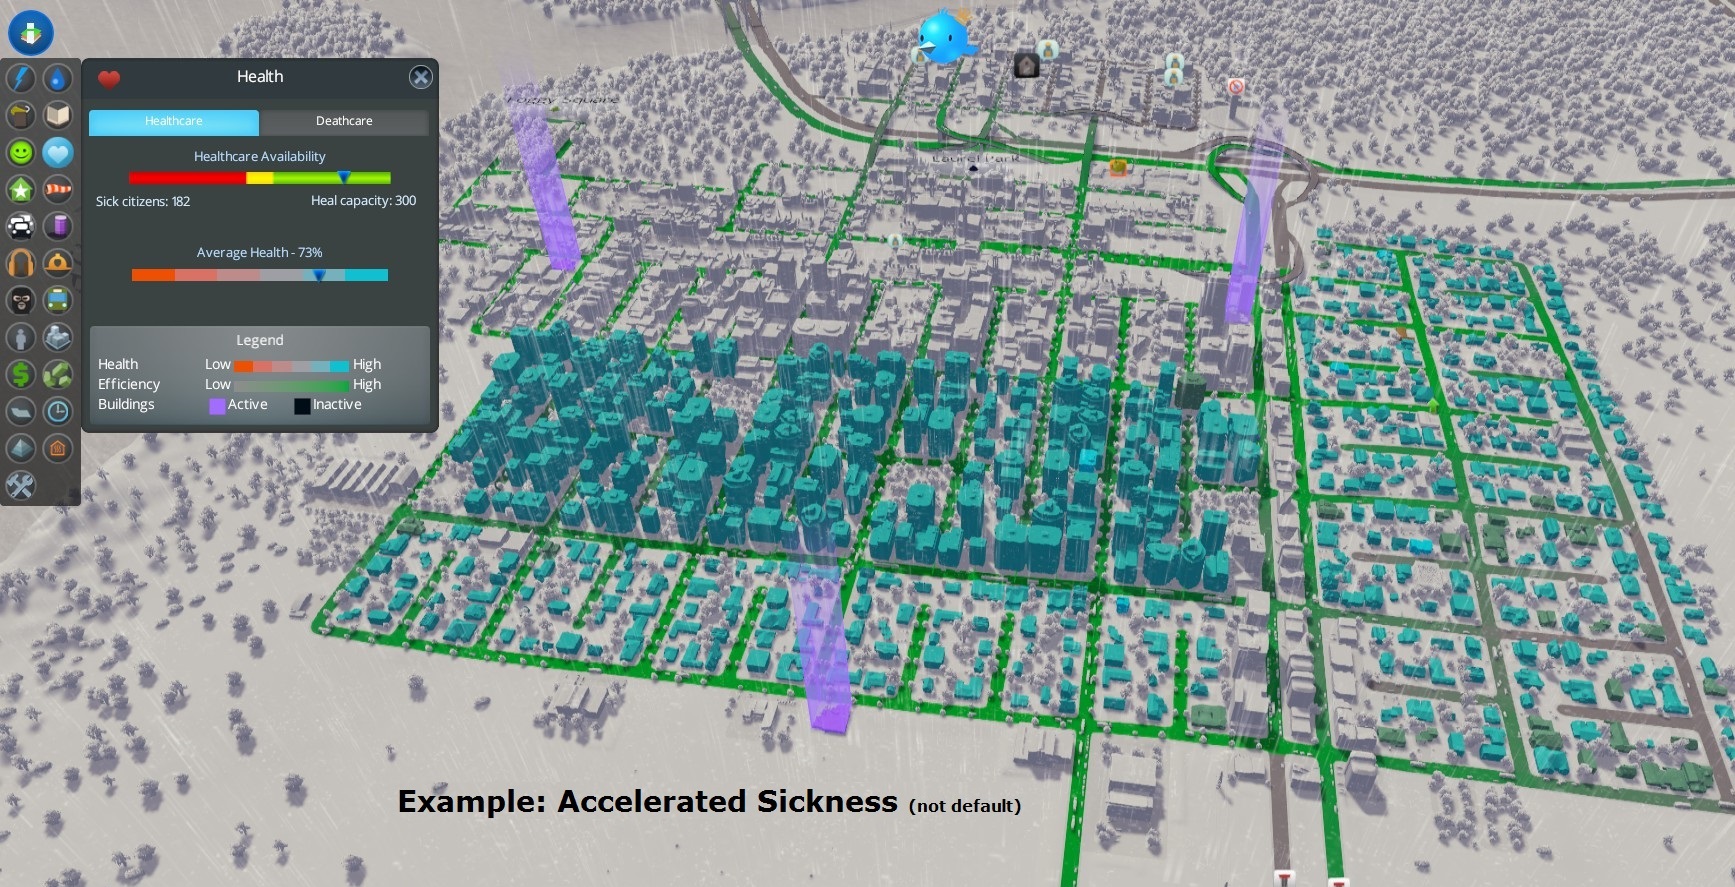 Health
Healthcare
Deathcare
Healthcare Availability
Sick citizens: 182
Heal capacity: 300
Average Health - 73%
Legend
Health Low High
Efficiency Low High
Buildings Active Inactive
Foggy Square
Laurel Park
Example: Accelerated Sickness (not default)